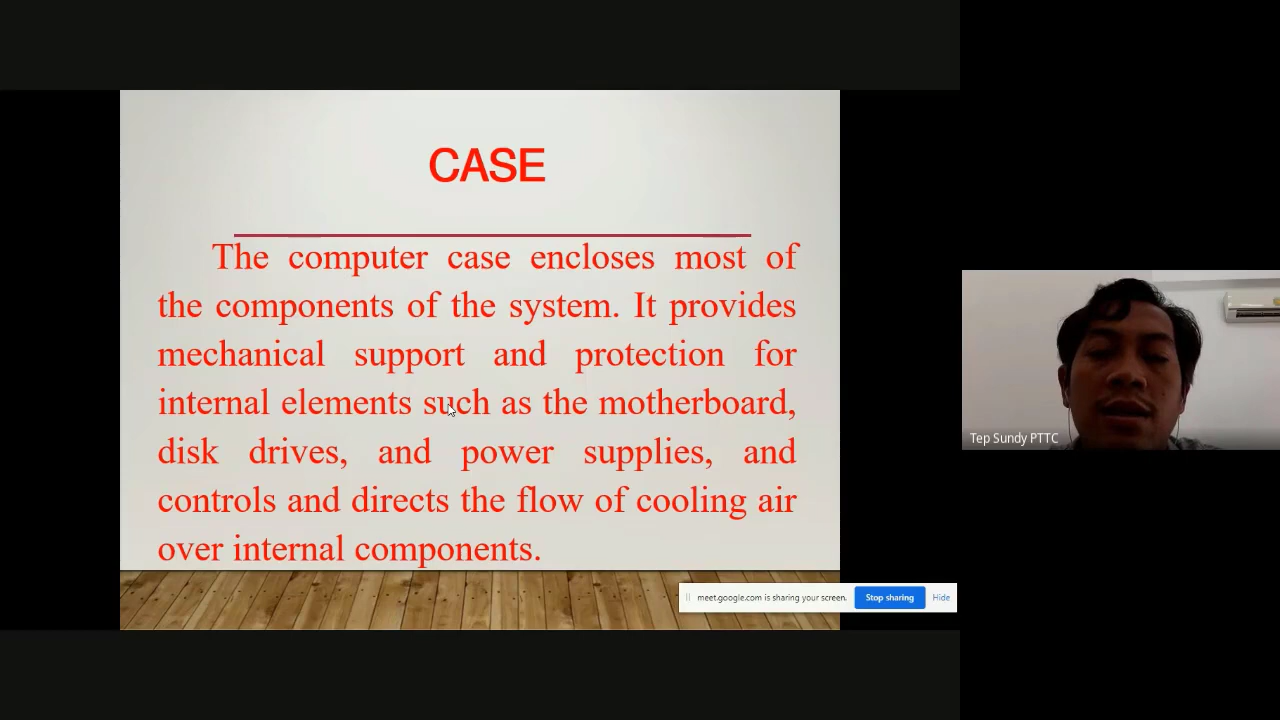 CASE
The computer case encloses most of
the components of the system. It provides
mechanical support and protection for
internal elements such as the motherboard,
disk drives, and power supplies, and
controls and directs the flow of cooling air
over internal components.
Tep Sundy PTTC
meet.google.com is sharing your screen. Stop sharing Hide